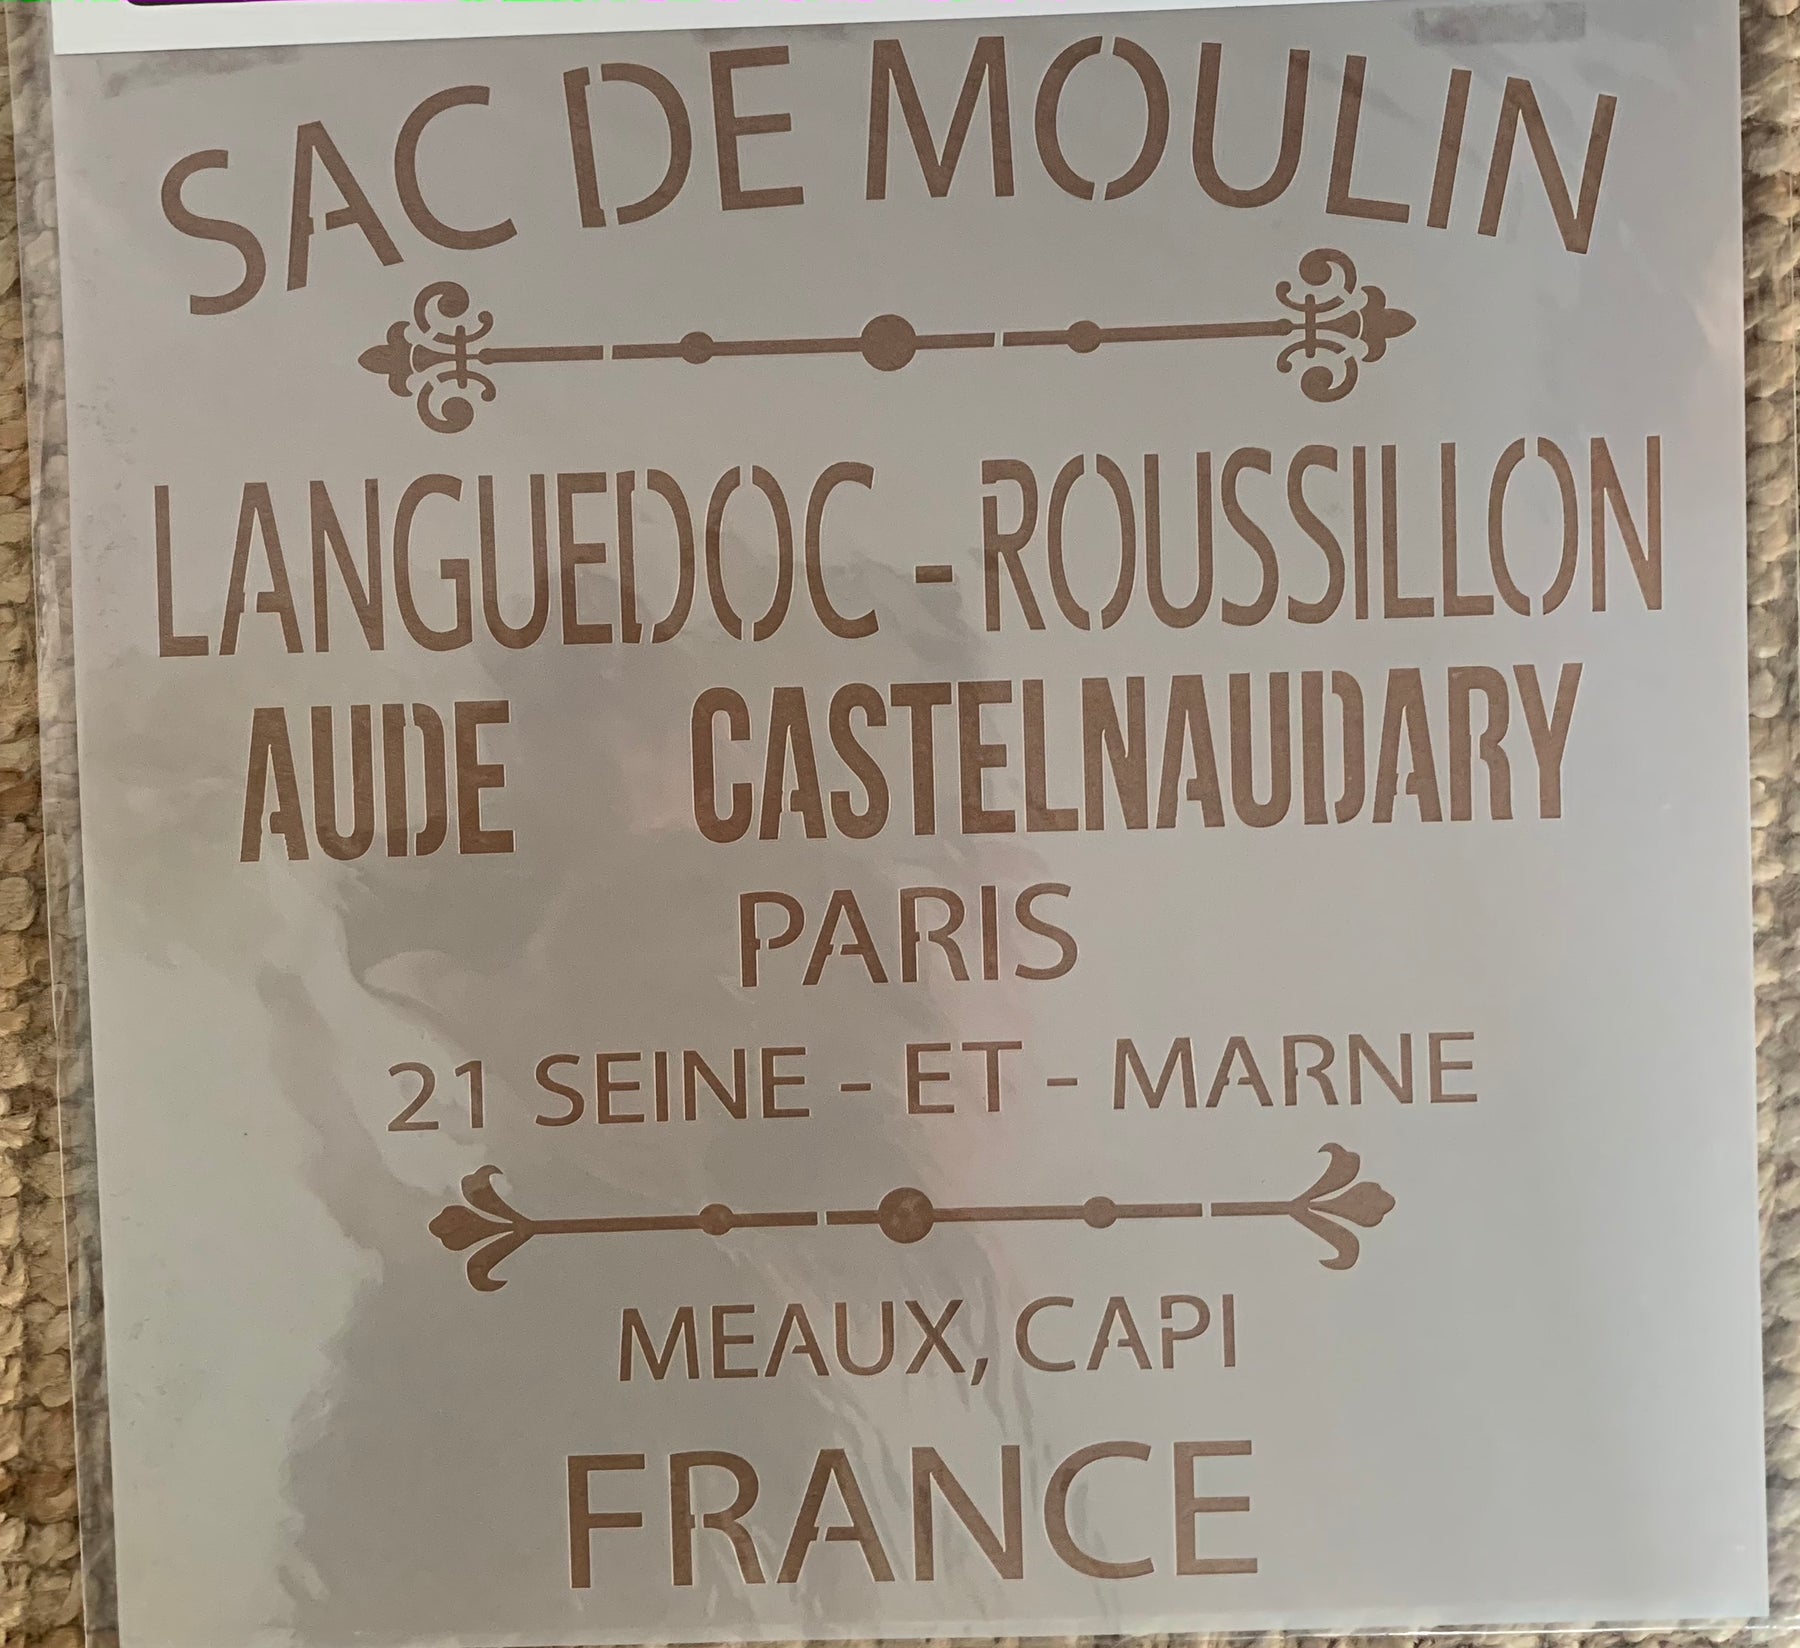 SAC DE MOULIN
LANGUEDOC - ROUSSILLON
AUDE CASTELNAUDARY
PARIS
21 SEINE - ET - MARNE
MEAUX, CAPI
FRANCE